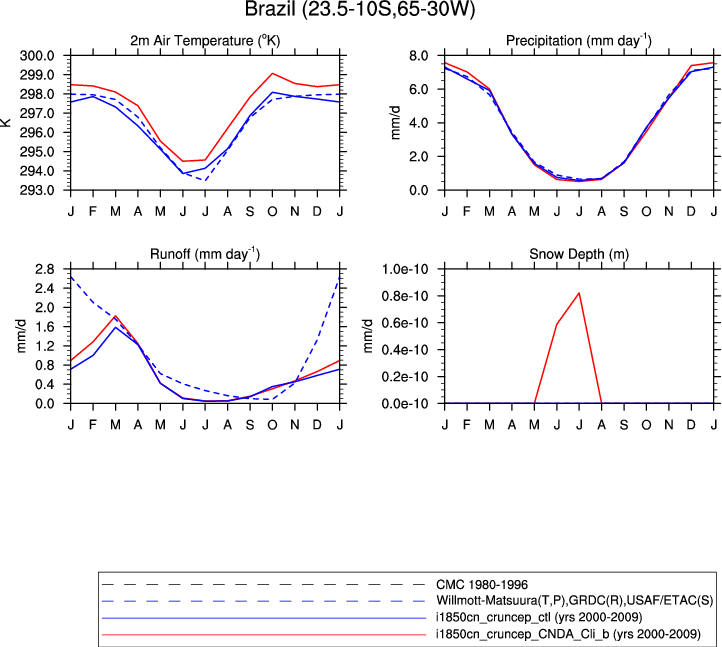 Brazil (23.5-10S,65-30W)
2m Air Temperature (°K)
Precipitation (mm day⁻¹)
300.0
299.0
298.0
297.0
296.0
295.0
294.0
293.0
K
J F M A M J J A S O N D J
8.0
6.0
4.0
2.0
0.0
mm/d
J F M A M J J A S O N D J
Runoff (mm day⁻¹)
Snow Depth (m)
2.8
2.4
2.0
1.6
1.2
0.8
0.4
0.0
mm/d
J F M A M J J A S O N D J
1.0e-10
0.8e-10
0.6e-10
0.4e-10
0.2e-10
0.0e-10
mm/d
J F M A M J J A S O N D J
CMC 1980-1996
Willmott-Matsuura(T,P),GRDC(R),USAF/ETAC(S)
i1850cn_cruncep_ctl (yrs 2000-2009)
i1850cn_cruncep_CNDA_Cli_b (yrs 2000-2009)